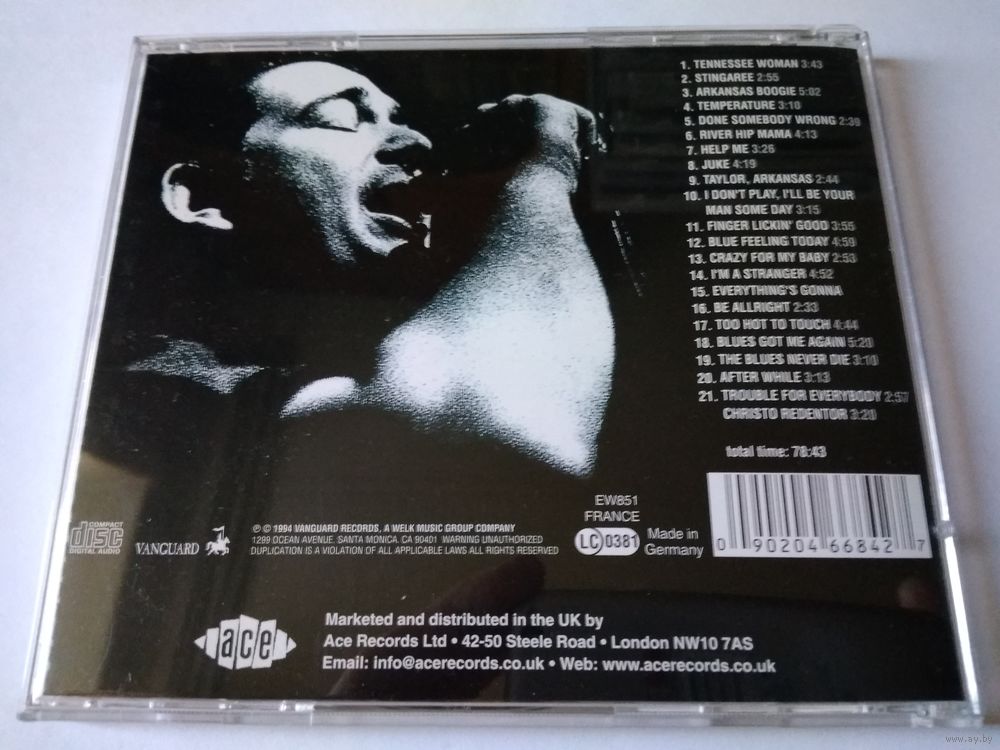 1. TENNESSEE WOMAN 3:43
2. STINGAREE 2:55
3. ARKANSAS BOOGIE 5:02
4. TEMPERATURE 3:10
5. DONE SOMEBODY WRONG 2:39
6. RIVER HIP MAMA 4:13
7. HELP ME 3:26
8. JUKE 4:19
9. TAYLOR, ARKANSAS 2:44
10. I DON'T PLAY, I'LL BE YOUR
MAN SOME DAY 3:15
11. FINGER LICKIN' GOOD 3:55
12. BLUE FEELING TODAY 4:59
13. CRAZY FOR MY BABY 2:53
14. I'M A STRANGER 4:52
15. EVERYTHING'S GONNA
16. BE ALLRIGHT 2:33
17. TOO HOT TO TOUCH 4:44
18. BLUES GOT ME AGAIN 5:20
19. THE BLUES NEVER DIE 3:10
20. AFTER WHILE 3:13
21. TROUBLE FOR EVERYBODY 2:57
CHRISTO REDENTOR 3:20
total time: 78:43
COMPACT
disc
DIGITAL AUDIO
VANGUARD
℗ © 1994 VANGUARD RECORDS, A WELK MUSIC GROUP COMPANY
1299 OCEAN AVENUE. SANTA MONICA. CA 90401 WARNING UNAUTHORIZED
DUPLICATION IS A VIOLATION OF ALL APPLICABLE LAWS ALL RIGHTS RESERVED
EW851
FRANCE
LC 0381
Made in
Germany
0 90204 66842 7
ace
Marketed and distributed in the UK by
Ace Records Ltd • 42-50 Steele Road • London NW10 7AS
Email: info@acerecords.co.uk • Web: www.acerecords.co.uk
www.ay.by